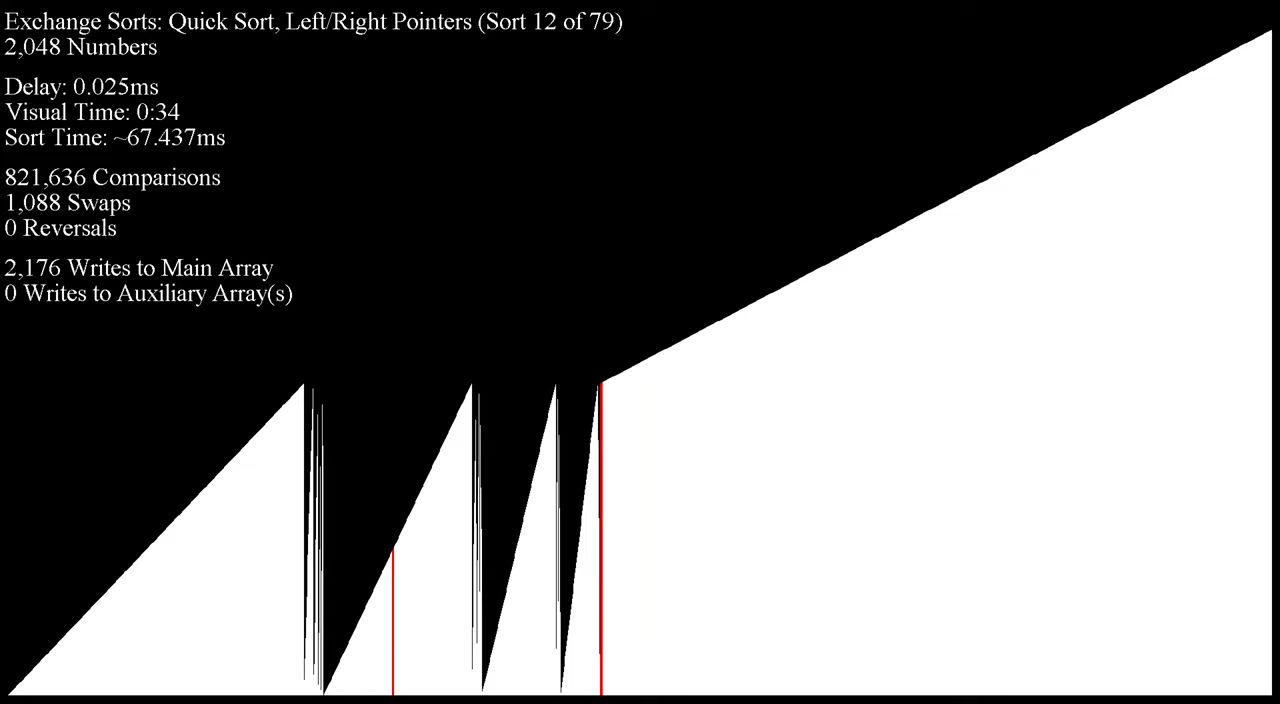 Exchange Sorts: Quick Sort, Left/Right Pointers (Sort 12 of 79)
2,048 Numbers
Delay: 0.025ms
Visual Time: 0:34
Sort Time: ~67.437ms
821,636 Comparisons
1,088 Swaps
0 Reversals
2,176 Writes to Main Array
0 Writes to Auxiliary Array(s)